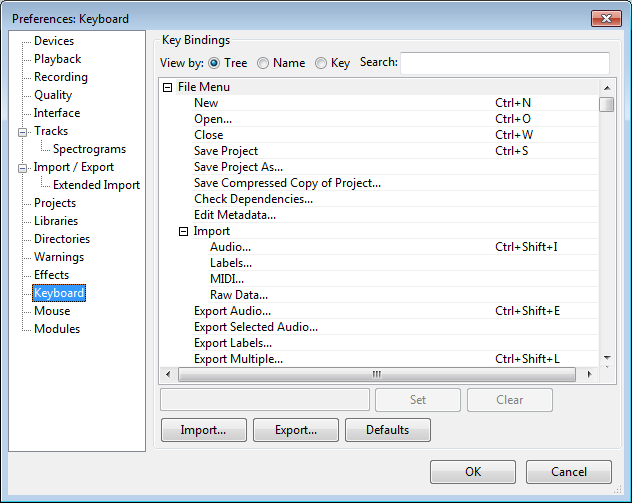 Preferences: Keyboard
Devices
Playback
Recording
Quality
Interface
Tracks
Spectrograms
Import / Export
Extended Import
Projects
Libraries
Directories
Warnings
Effects
Keyboard
Mouse
Modules
Key Bindings
View by: Tree Name Key Search:
File Menu
New Ctrl+N
Open... Ctrl+O
Close Ctrl+W
Save Project Ctrl+S
Save Project As...
Save Compressed Copy of Project...
Check Dependencies...
Edit Metadata...
Import
Audio... Ctrl+Shift+I
Labels...
MIDI...
Raw Data...
Export Audio... Ctrl+Shift+E
Export Selected Audio...
Export Labels...
Export Multiple... Ctrl+Shift+L
Set Clear
Import... Export... Defaults
OK Cancel